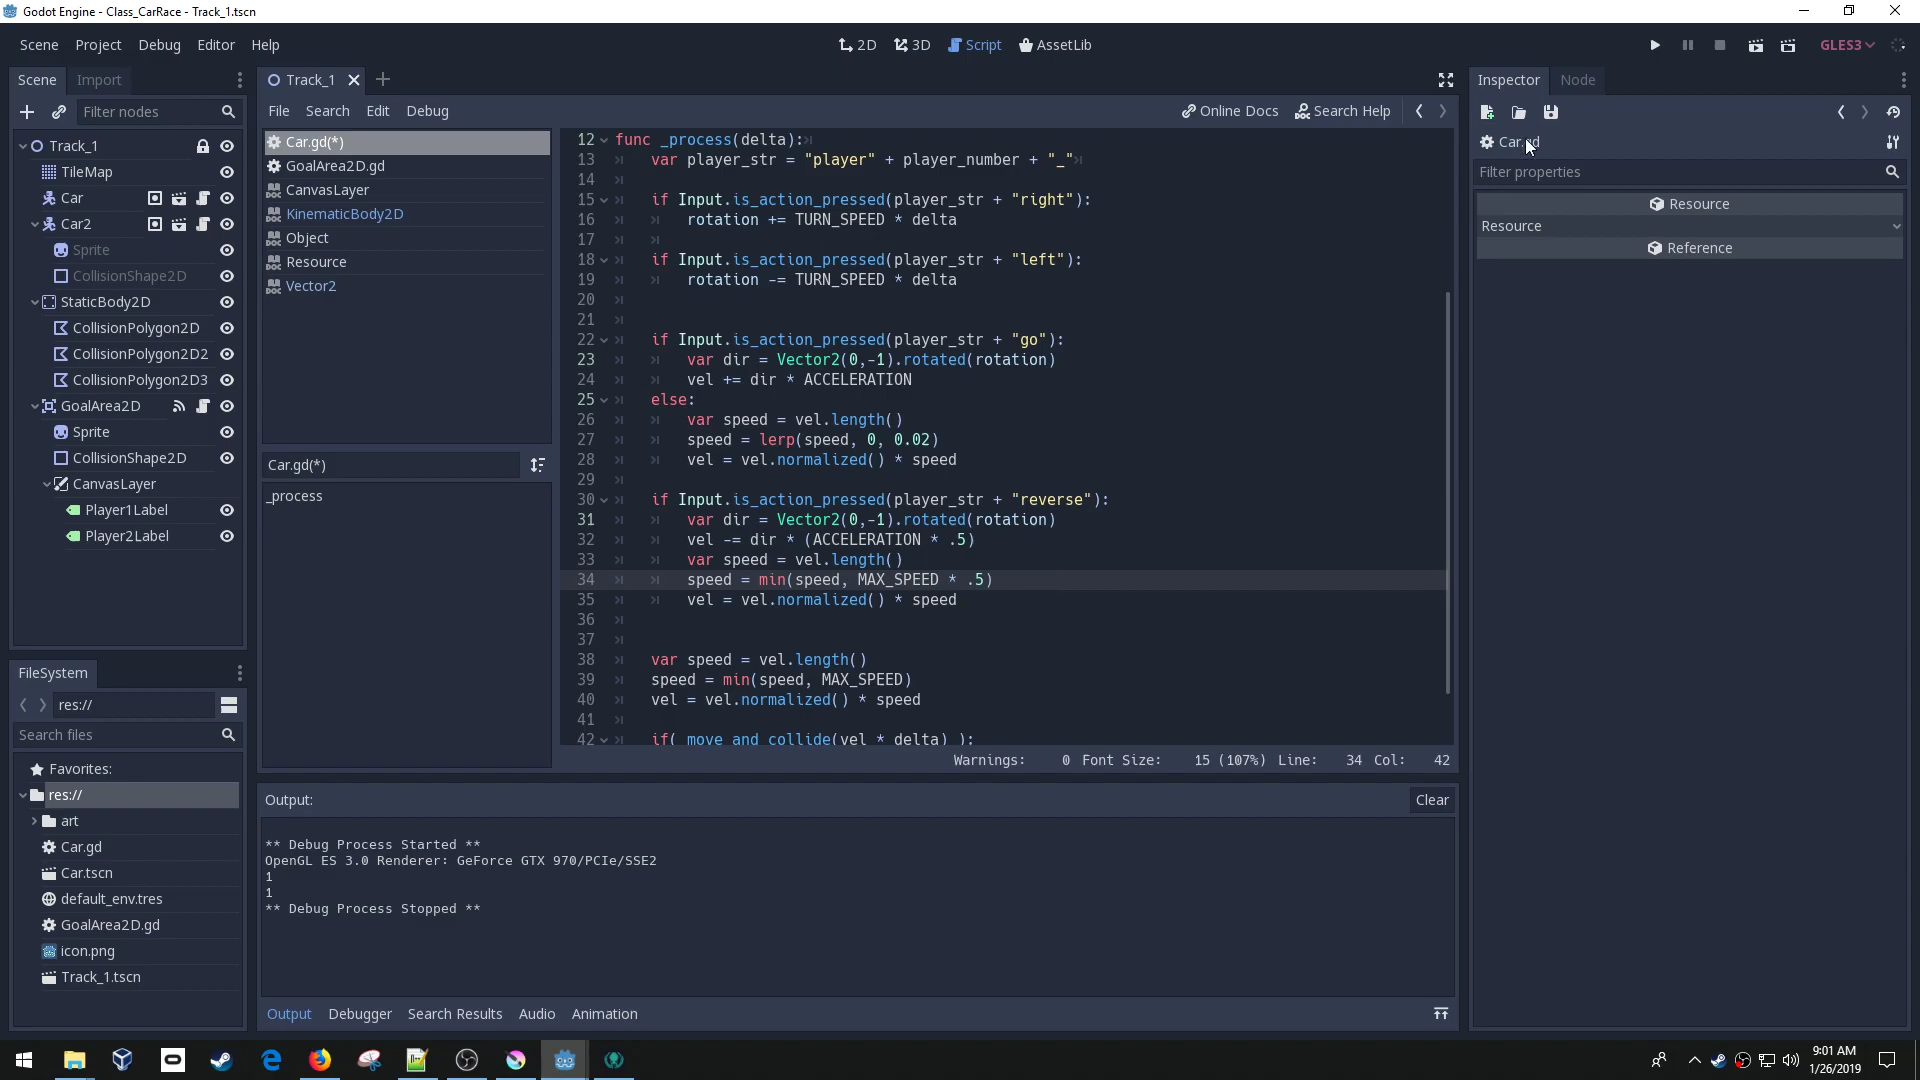 Godot Engine - Class_CarRace - Track_1.tscn
Scene Project Debug Editor Help
2D 3D Script AssetLib
GLES3
Scene Import
Filter nodes
Track_1
TileMap
Car
Car2
Sprite
CollisionShape2D
StaticBody2D
CollisionPolygon2D
CollisionPolygon2D2
CollisionPolygon2D3
GoalArea2D
Sprite
CollisionShape2D
CanvasLayer
Player1Label
Player2Label
FileSystem
res://
Search files
Favorites:
res://
art
Car.gd
Car.tscn
default_env.tres
GoalArea2D.gd
icon.png
Track_1.tscn
Track_1
File Search Edit Debug
Online Docs Search Help
Car.gd(*)
GoalArea2D.gd
CanvasLayer
KinematicBody2D
Object
Resource
Vector2
Car.gd(*)
_process
12 func _process(delta):
13 var player_str = "player" + player_number + "_"
14
15 if Input.is_action_pressed(player_str + "right"):
16 rotation += TURN_SPEED * delta
17
18 if Input.is_action_pressed(player_str + "left"):
19 rotation -= TURN_SPEED * delta
20
21
22 if Input.is_action_pressed(player_str + "go"):
23 var dir = Vector2(0,-1).rotated(rotation)
24 vel += dir * ACCELERATION
25 else:
26 var speed = vel.length()
27 speed = lerp(speed, 0, 0.02)
28 vel = vel.normalized() * speed
29
30 if Input.is_action_pressed(player_str + "reverse"):
31 var dir = Vector2(0,-1).rotated(rotation)
32 vel -= dir * (ACCELERATION * .5)
33 var speed = vel.length()
34 speed = min(speed, MAX_SPEED * .5)
35 vel = vel.normalized() * speed
36
37
38 var speed = vel.length()
39 speed = min(speed, MAX_SPEED)
40 vel = vel.normalized() * speed
41
42 if( move_and_collide(vel * delta) ):
Warnings: 0 Font Size: 15 (107%) Line: 34 Col: 42
Output:
Clear
** Debug Process Started **
OpenGL ES 3.0 Renderer: GeForce GTX 970/PCIe/SSE2
1
1
** Debug Process Stopped **
Output Debugger Search Results Audio Animation
Inspector Node
Car.gd
Filter properties
Resource
Resource
Reference
9:01 AM
1/26/2019